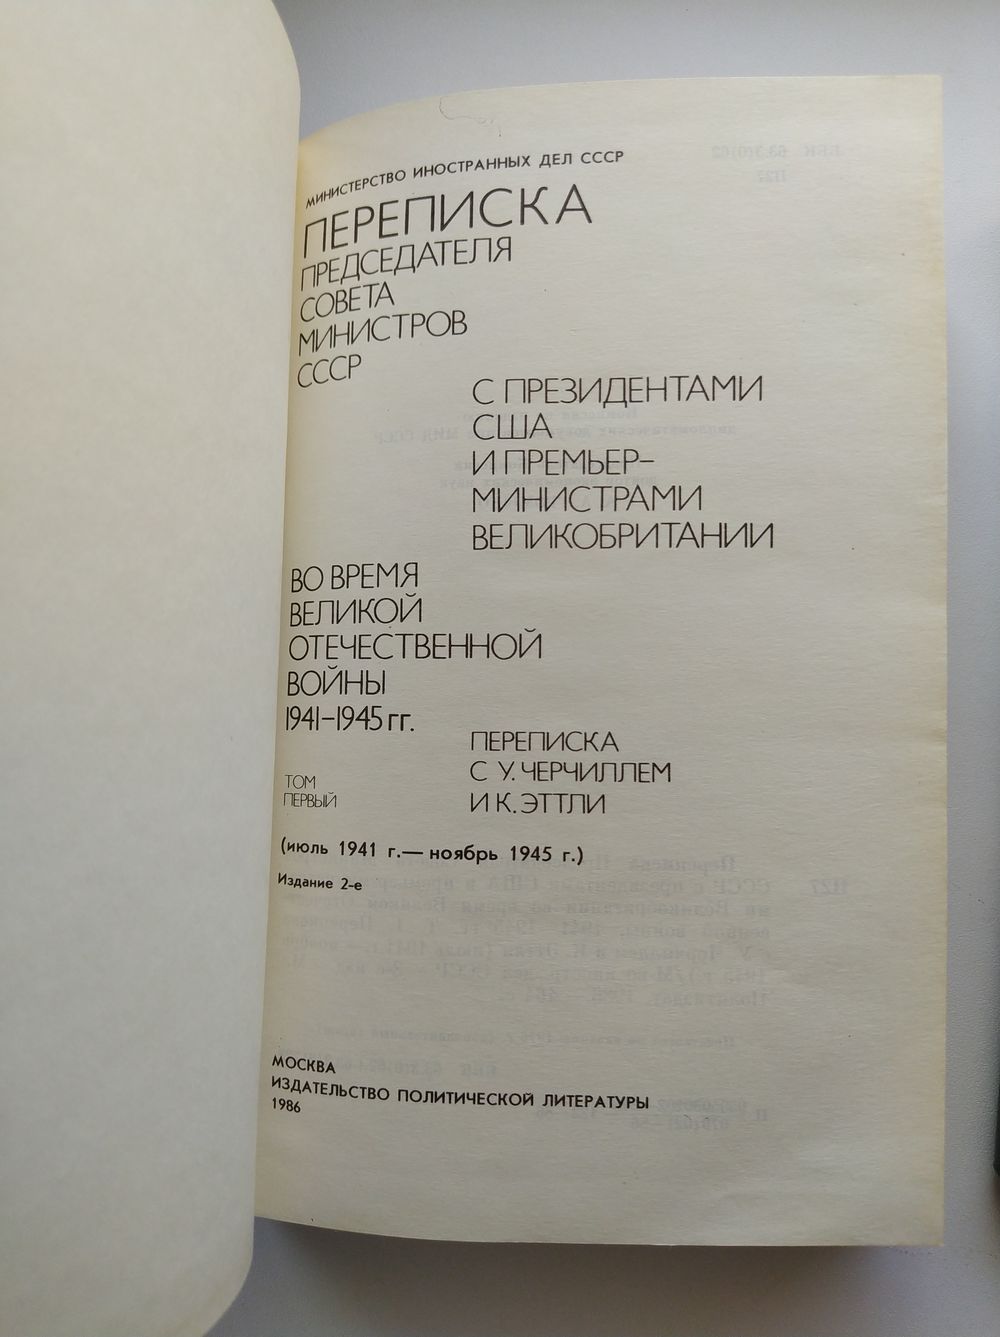 МИНИСТЕРСТВО ИНОСТРАННЫХ ДЕЛ СССР
ПЕРЕПИСКА
ПРЕДСЕДАТЕЛЯ
СОВЕТА
МИНИСТРОВ
СССР
С ПРЕЗИДЕНТАМИ
США
И ПРЕМЬЕР-
МИНИСТРАМИ
ВЕЛИКОБРИТАНИИ
ВО ВРЕМЯ
ВЕЛИКОЙ
ОТЕЧЕСТВЕННОЙ
ВОЙНЫ
1941–1945 гг.
ПЕРЕПИСКА
С У. ЧЕРЧИЛЛЕМ
И К. ЭТТЛИ
ТОМ
ПЕРВЫЙ
(июль 1941 г.— ноябрь 1945 г.)
Издание 2-е
МОСКВА
ИЗДАТЕЛЬСТВО ПОЛИТИЧЕСКОЙ ЛИТЕРАТУРЫ
1986